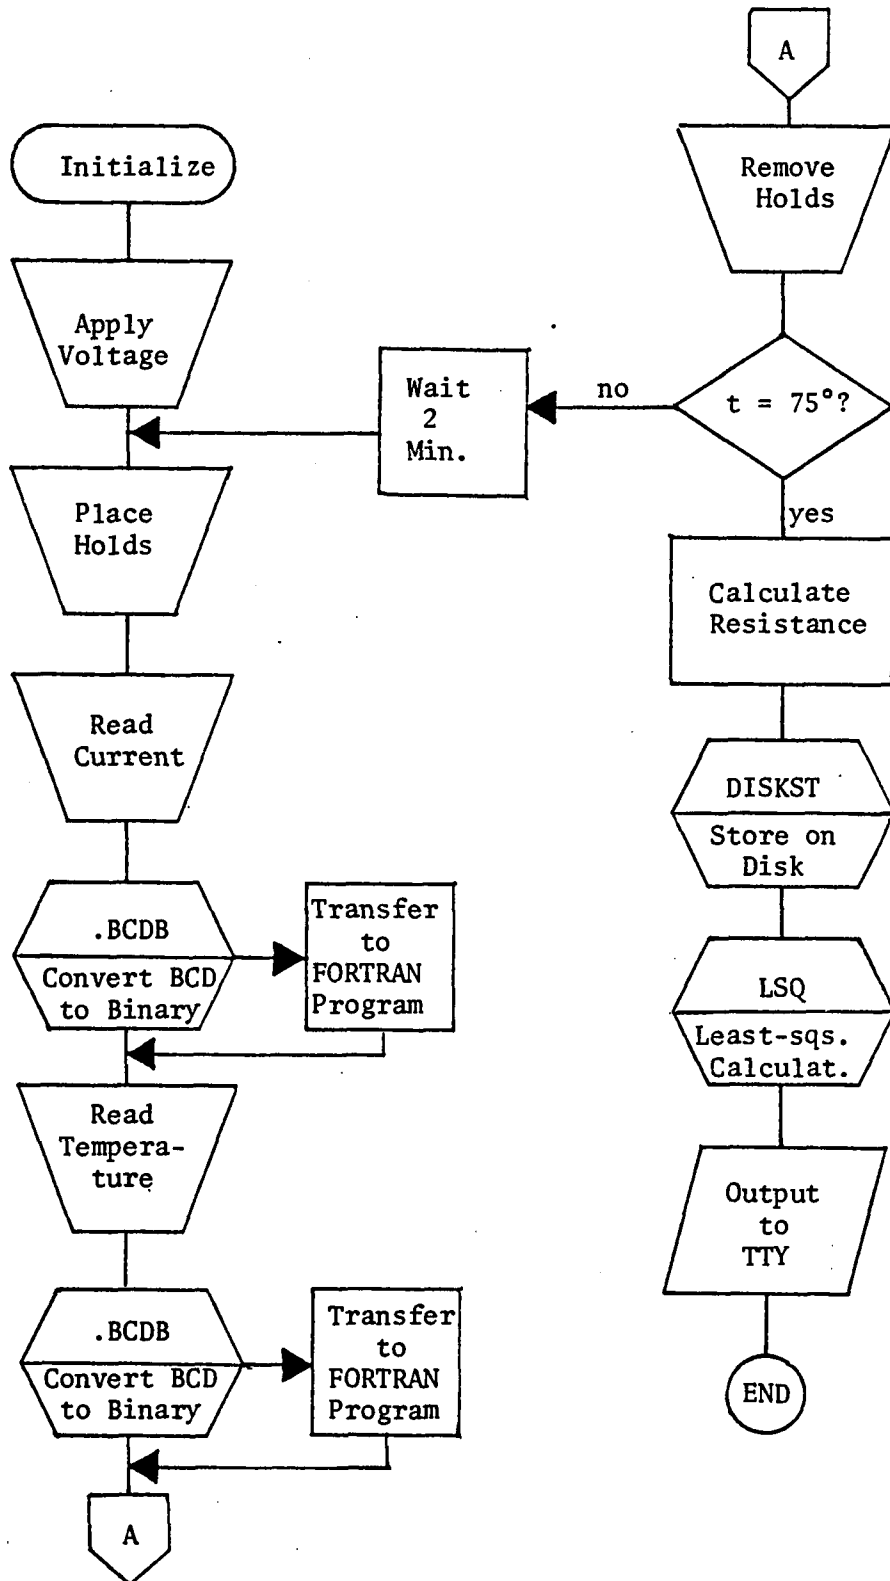 Initialize
Apply
Voltage
Place
Holds
Read
Current
.BCDB
Convert BCD
to Binary
Transfer
to
FORTRAN
Program
Read
Tempera-
ture
.BCDB
Convert BCD
to Binary
Transfer
to
FORTRAN
Program
A
A
Remove
Holds
t = 75°?
no
Wait
2
Min.
yes
Calculate
Resistance
DISKST
Store on
Disk
LSQ
Least-sqs.
Calculat.
Output
to
TTY
END